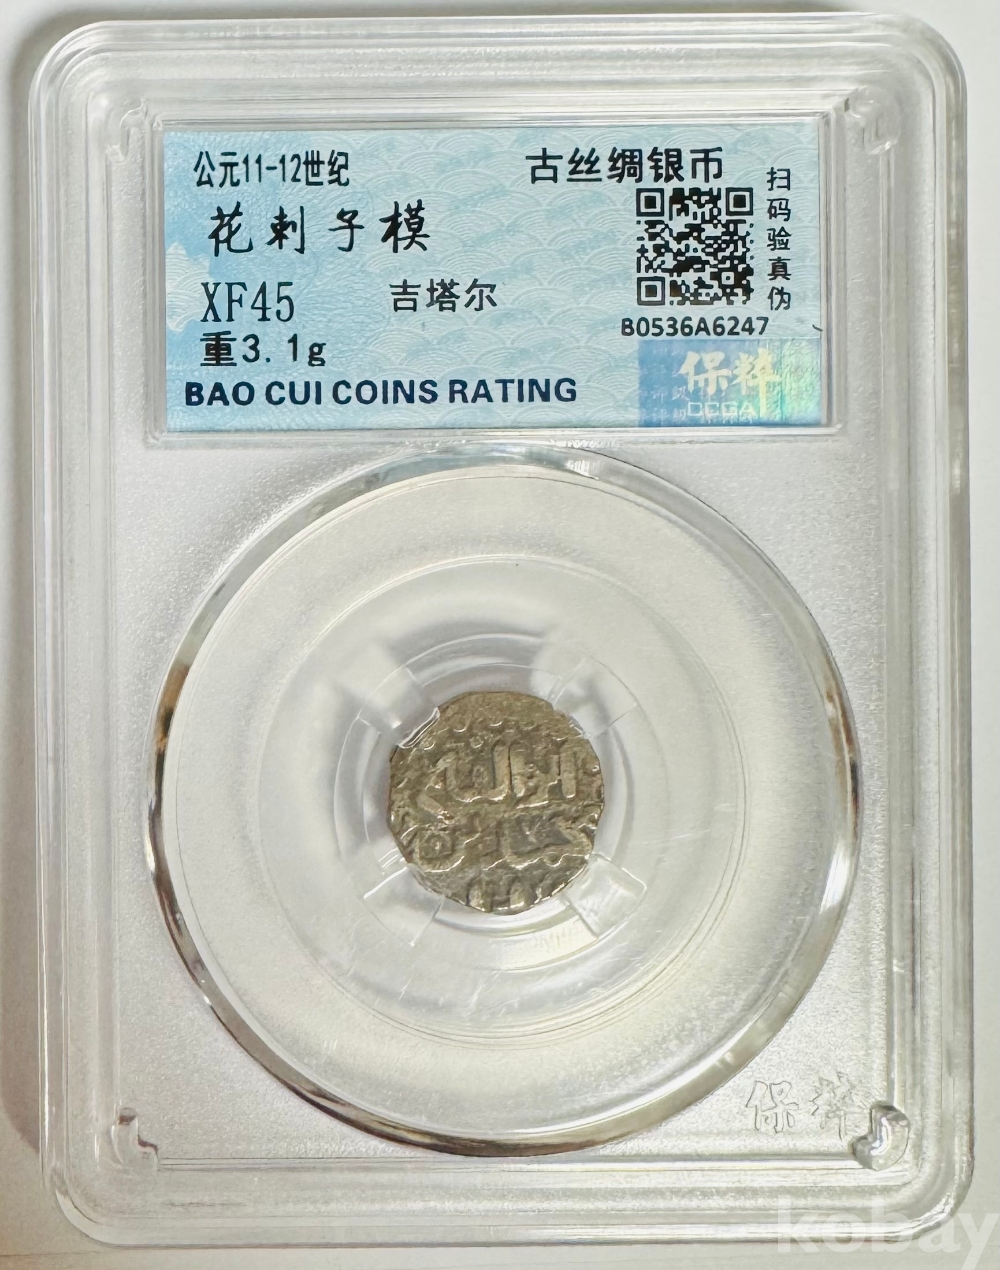 公元11-12世纪
古丝绸银币
花剌子模
扫码验真伪
XF45
吉塔尔
B0536A6247
重3.1g
保粹
BAO CUI COINS RATING
保粹
kobay